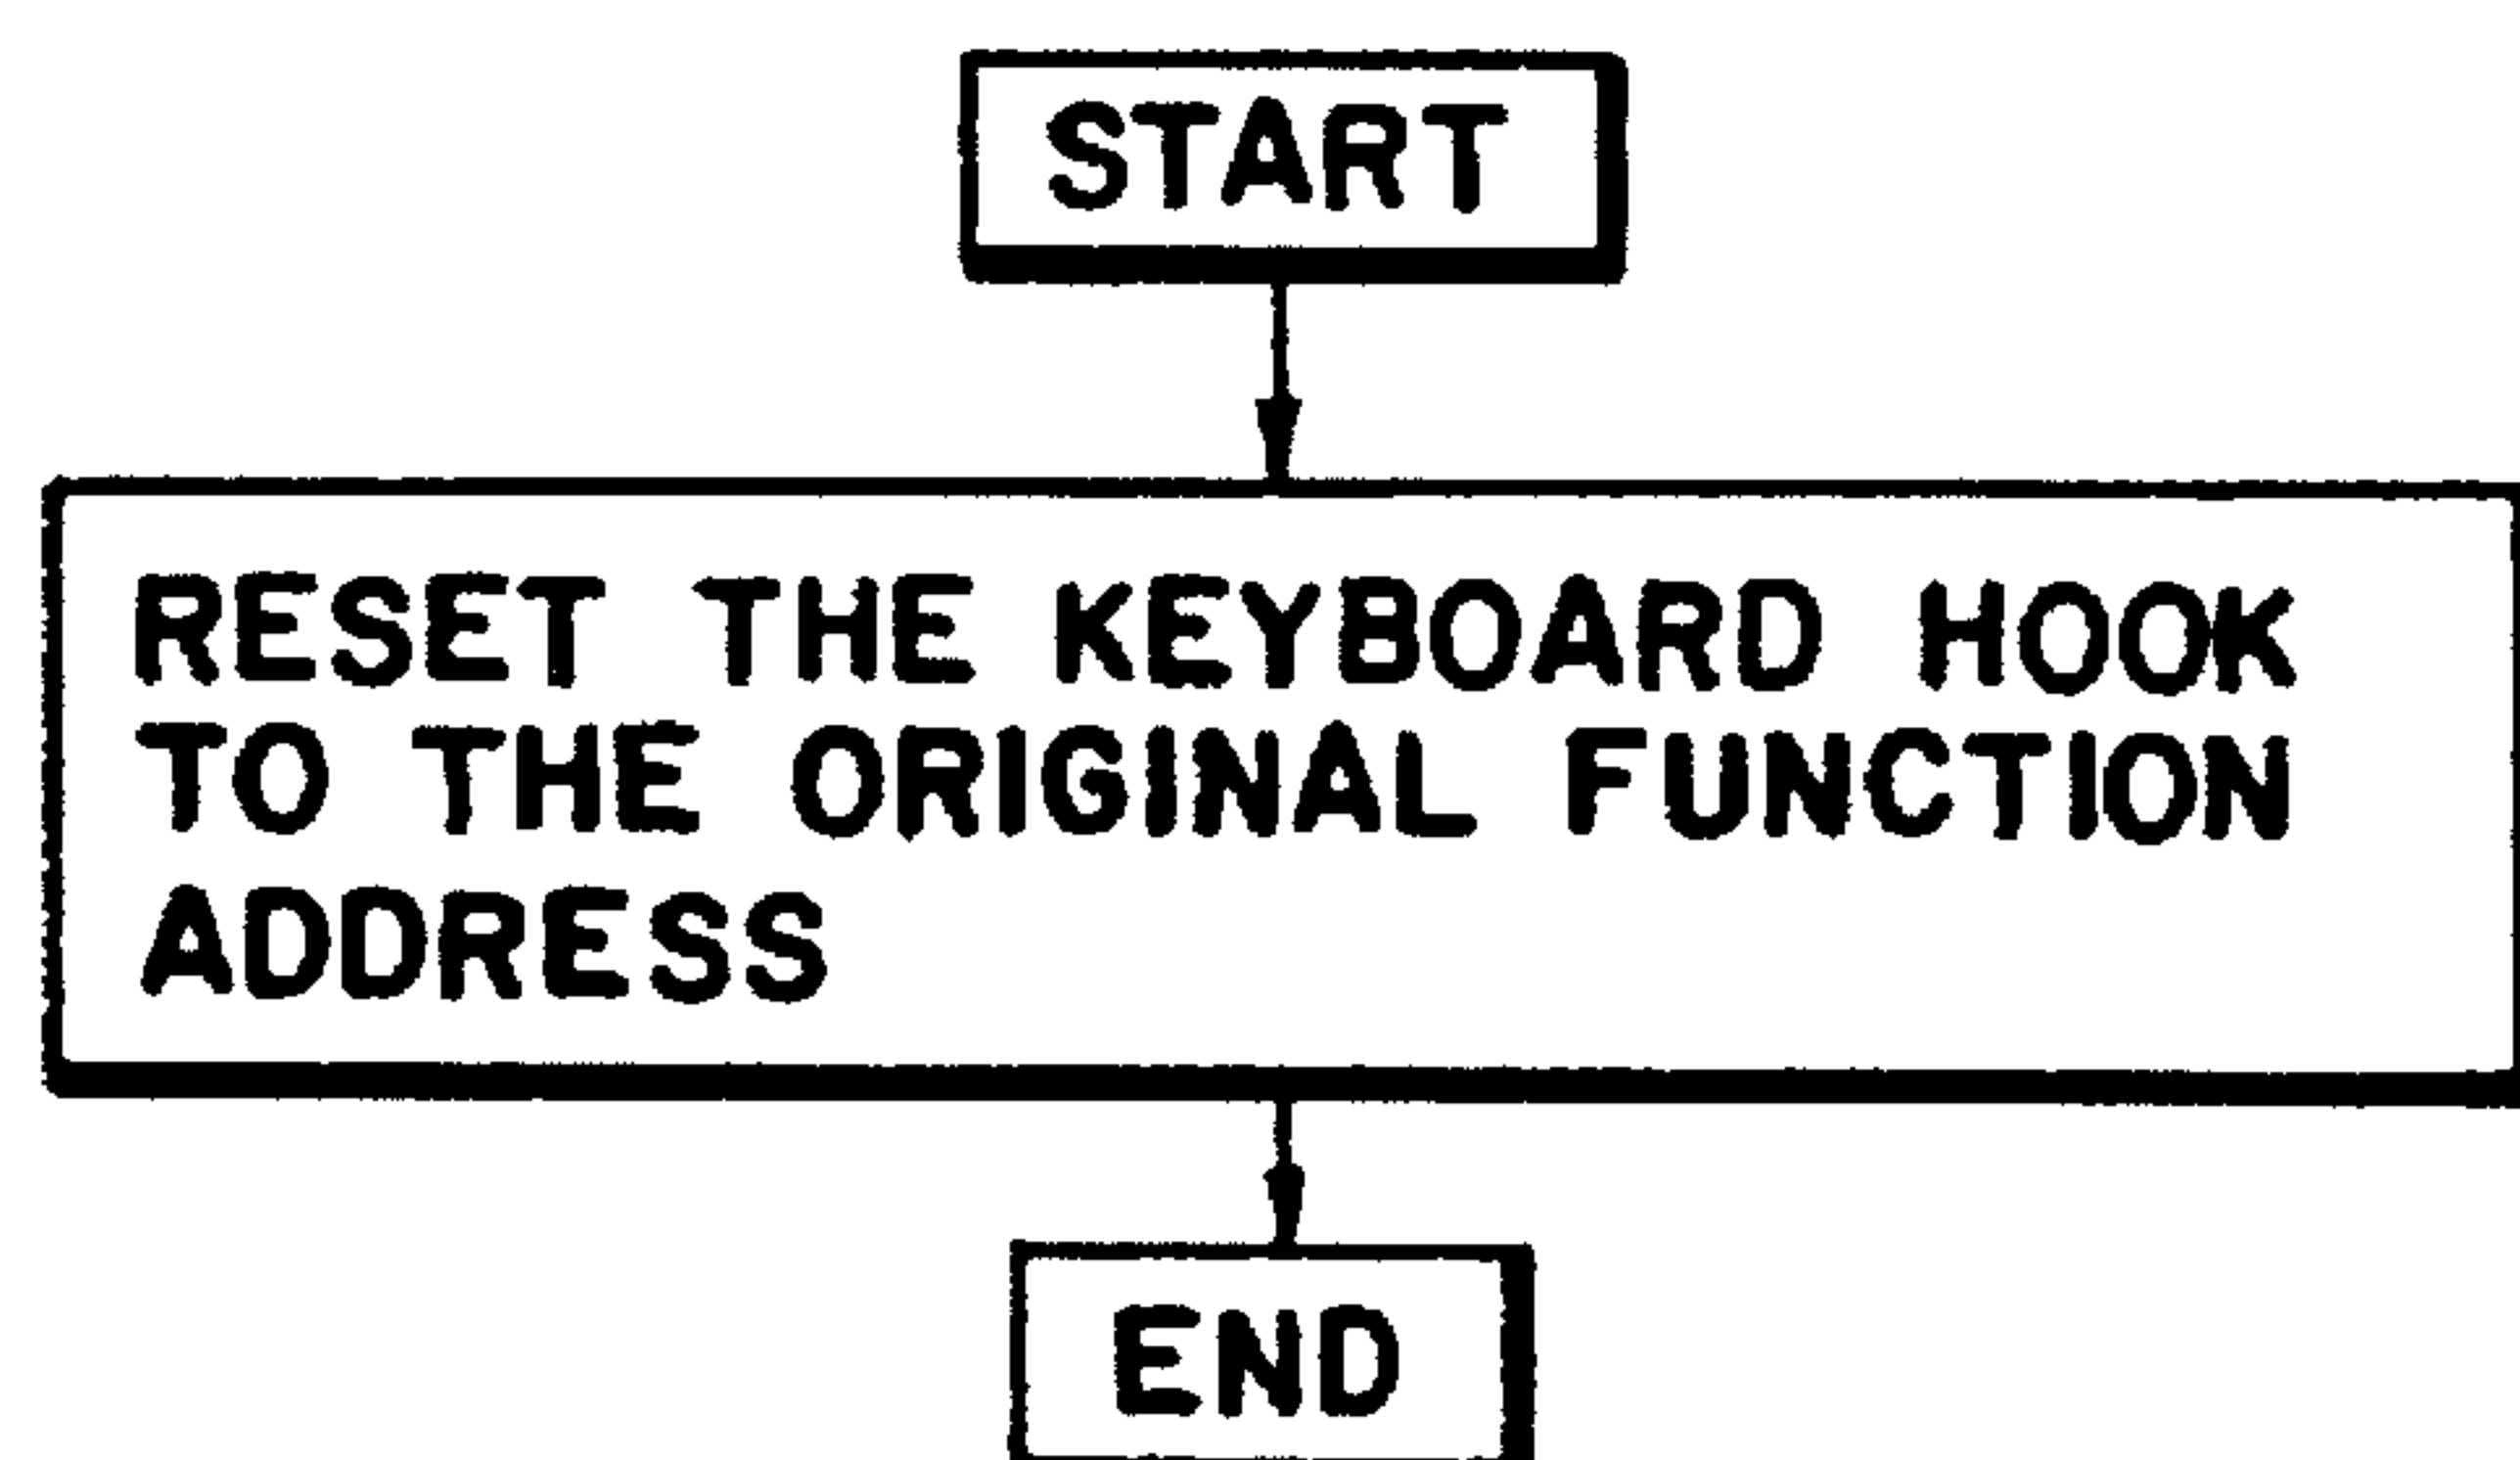 START
RESET THE KEYBOARD HOOK
TO THE ORIGINAL FUNCTION
ADDRESS
END